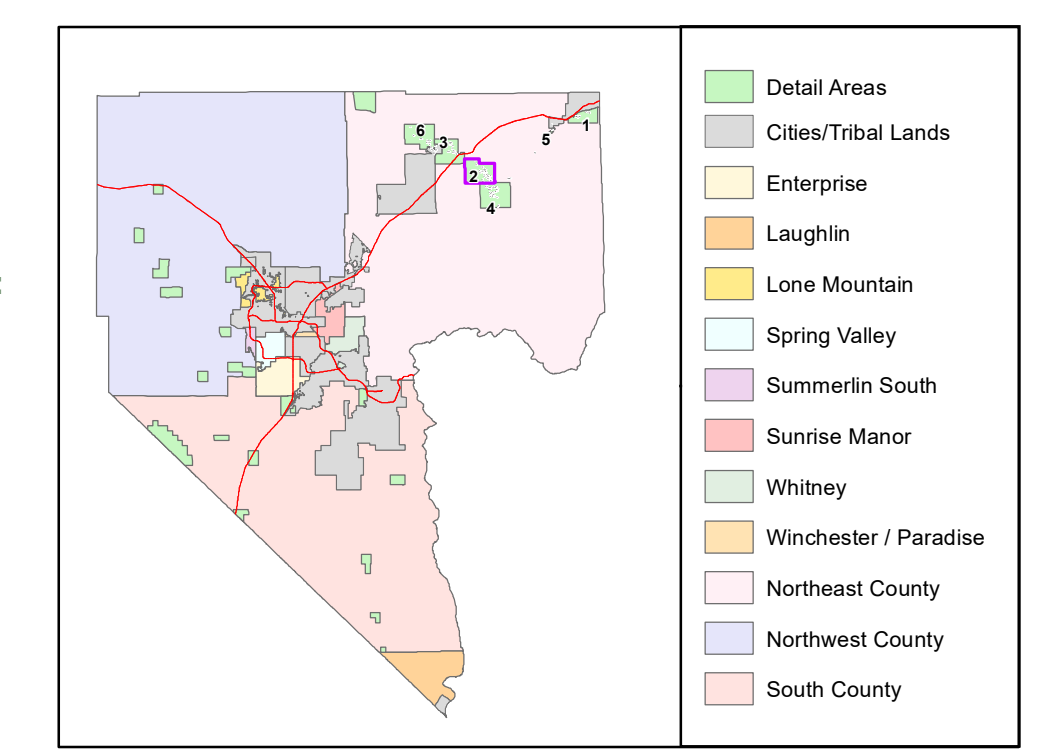 6
3
5
1
2
4
Detail Areas
Cities/Tribal Lands
Enterprise
Laughlin
Lone Mountain
Spring Valley
Summerlin South
Sunrise Manor
Whitney
Winchester / Paradise
Northeast County
Northwest County
South County